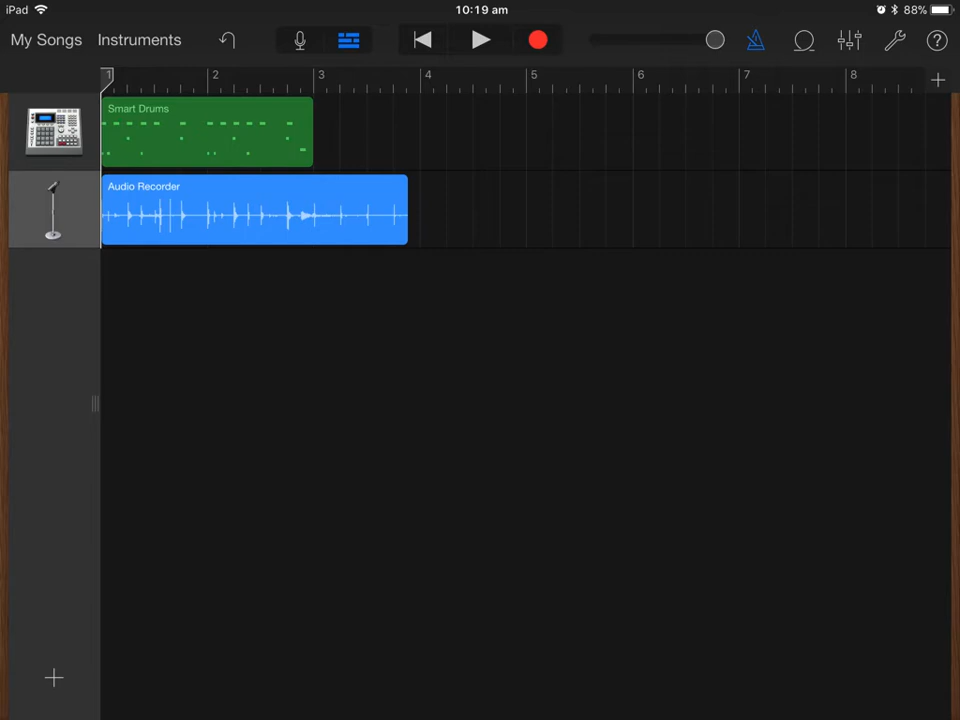 iPad 10:19 am 88%
My Songs Instruments ?
1 2 3 4 5 6 7 8 +
Smart Drums
Audio Recorder
+